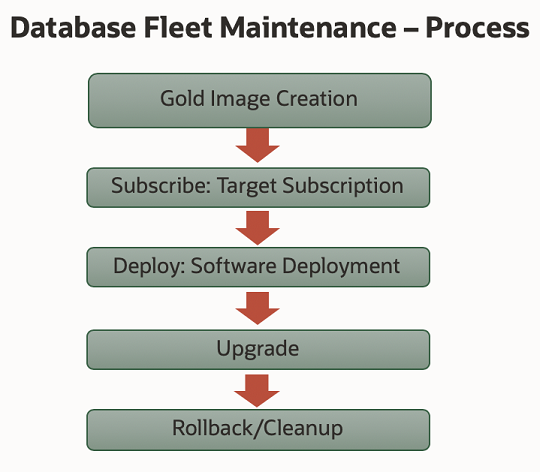 Database Fleet Maintenance – Process
Gold Image Creation
Subscribe: Target Subscription
Deploy: Software Deployment
Upgrade
Rollback/Cleanup